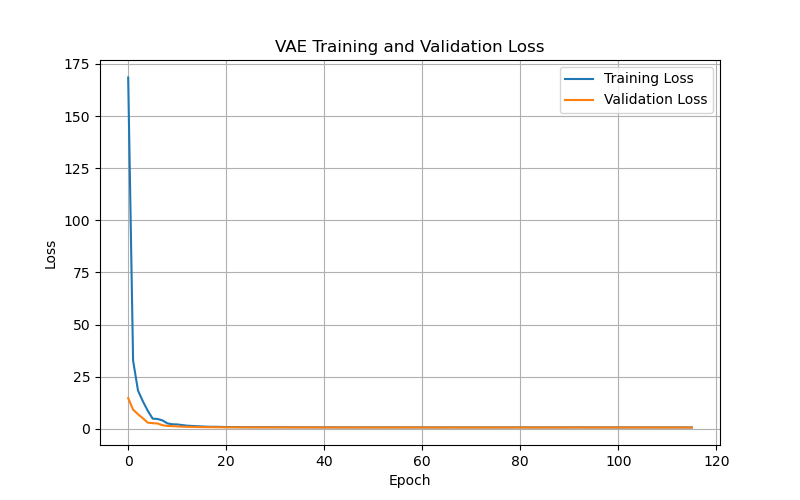 VAE Training and Validation Loss
175
150
125
100
75
50
25
0
Loss
Training Loss
Validation Loss
0 20 40 60 80 100 120
Epoch